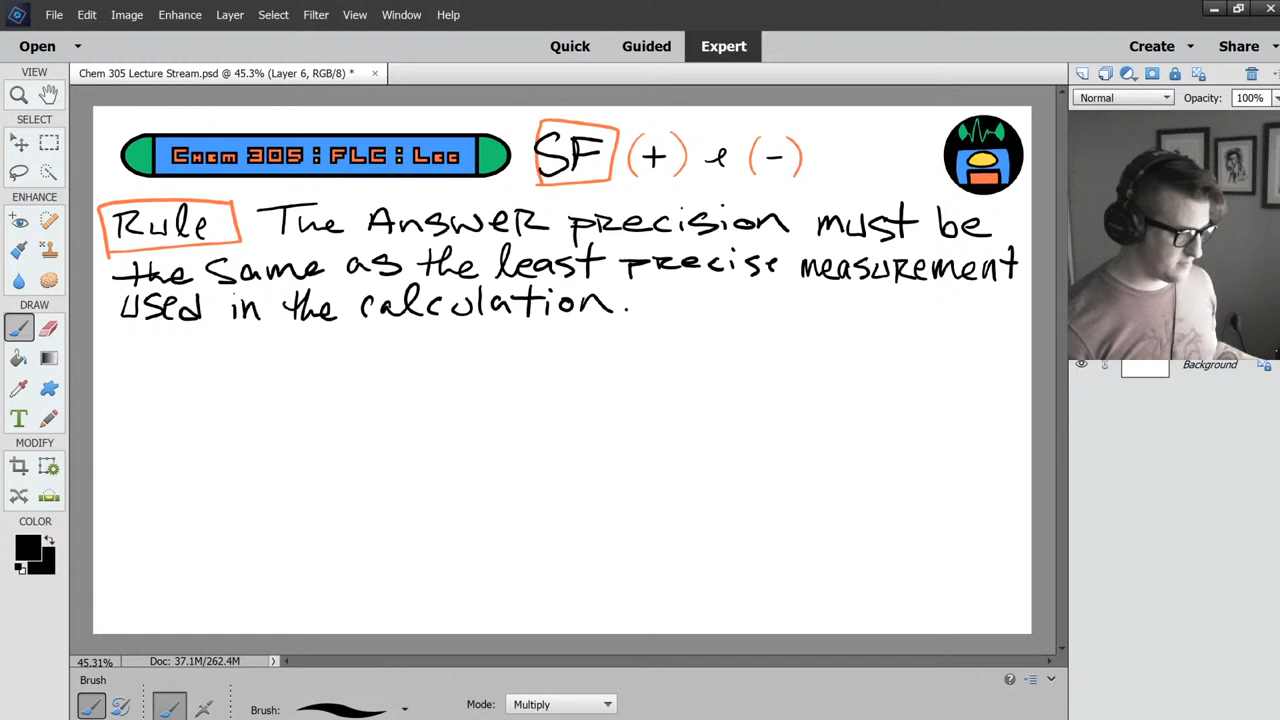 File Edit Image Enhance Layer Select Filter View Window Help
Open Quick Guided Expert Create Share
VIEW
Chem 305 Lecture Stream.psd @ 45.3% (Layer 6, RGB/8) *
Normal Opacity: 100%
SELECT
ENHANCE
DRAW
MODIFY
COLOR
Chem 305 : FLC : Lec SF (+) & (-)
Rule The Answer precision must be
the same as the least precise measurement
used in the calculation.
Background
45.31% Doc: 37.1M/262.4M
Brush
Brush: Mode: Multiply